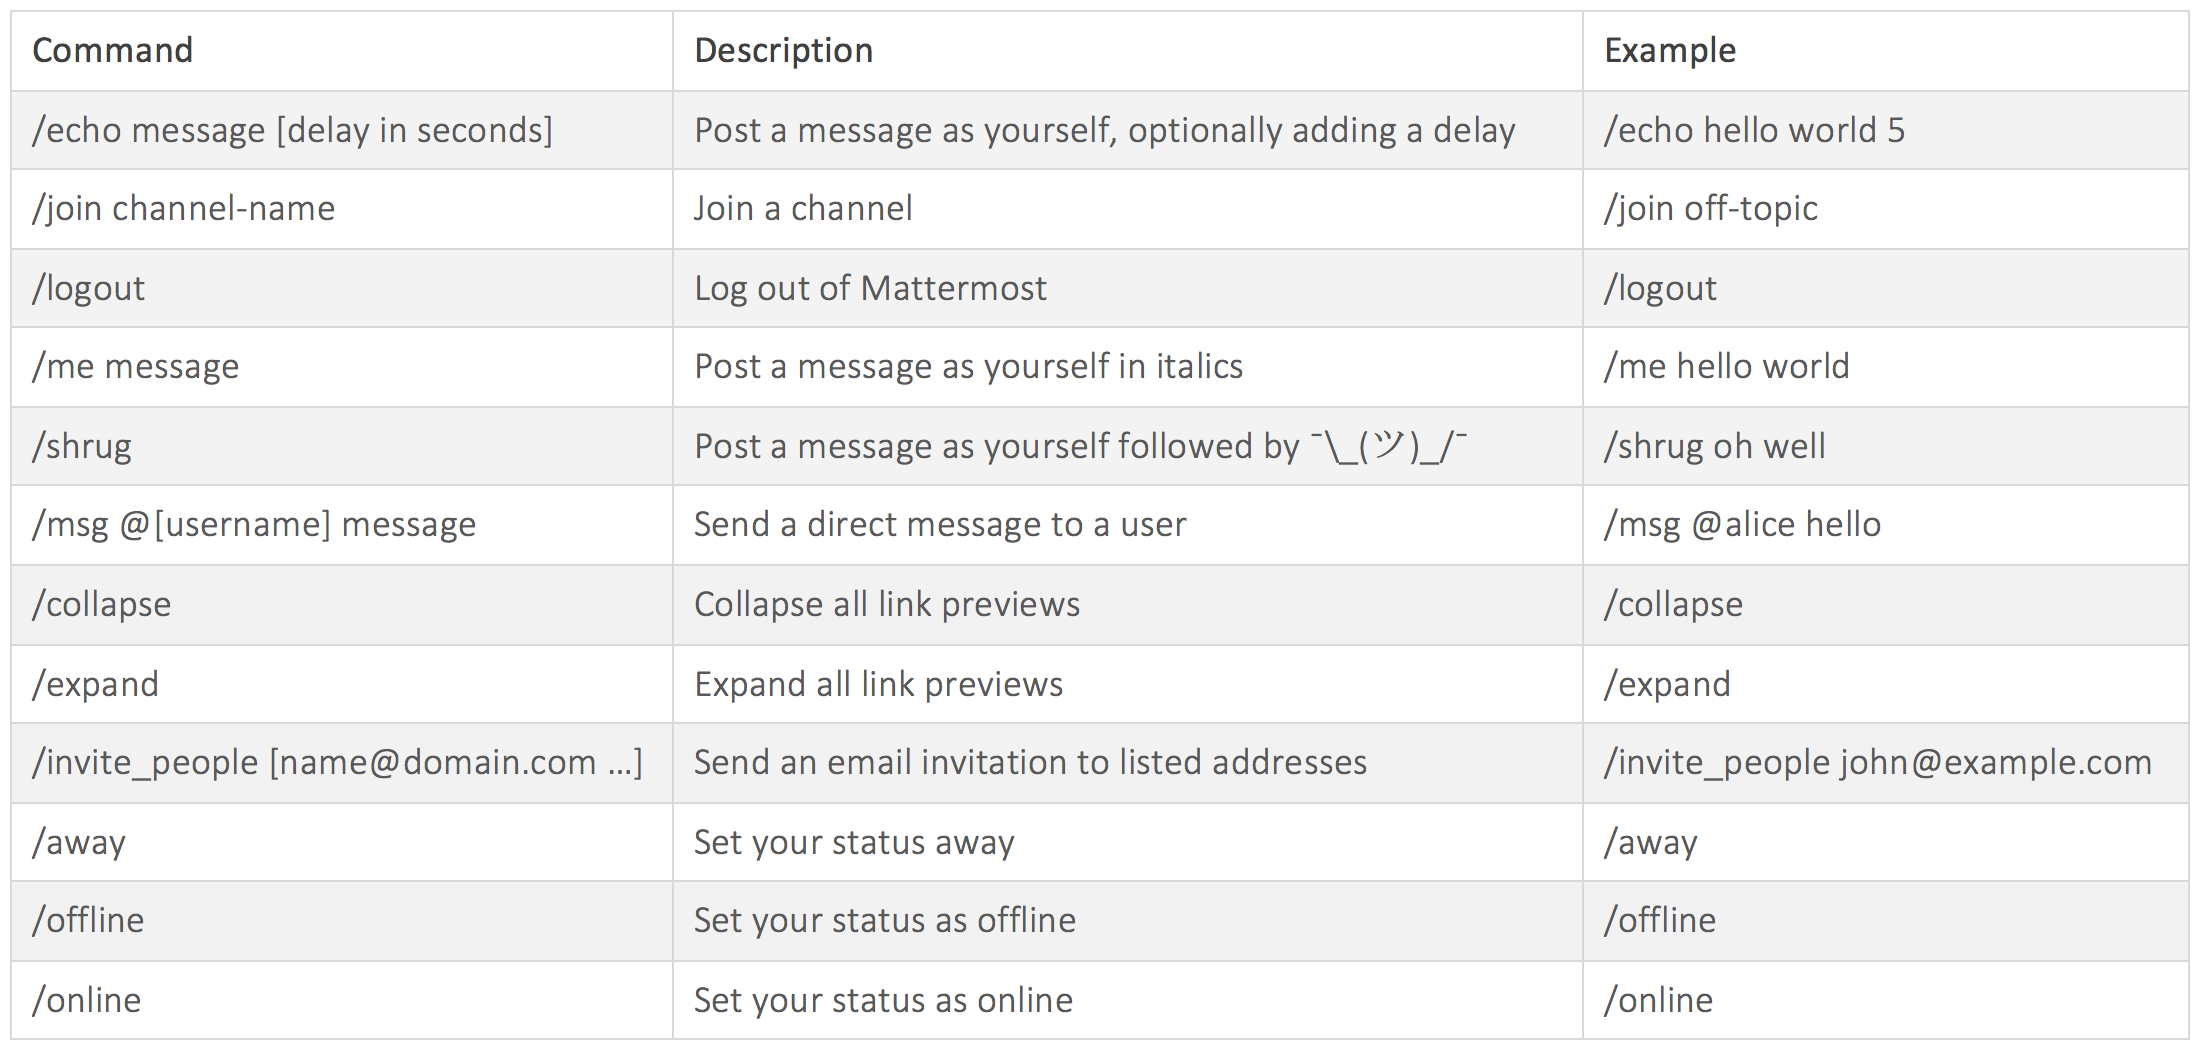 Command Description Example
/echo message [delay in seconds] Post a message as yourself, optionally adding a delay /echo hello world 5
/join channel-name Join a channel /join off-topic
/logout Log out of Mattermost /logout
/me message Post a message as yourself in italics /me hello world
/shrug Post a message as yourself followed by ¯\_(ツ)_/¯ /shrug oh well
/msg @[username] message Send a direct message to a user /msg @alice hello
/collapse Collapse all link previews /collapse
/expand Expand all link previews /expand
/invite_people [name@domain.com ...] Send an email invitation to listed addresses /invite_people john@example.com
/away Set your status away /away
/offline Set your status as offline /offline
/online Set your status as online /online